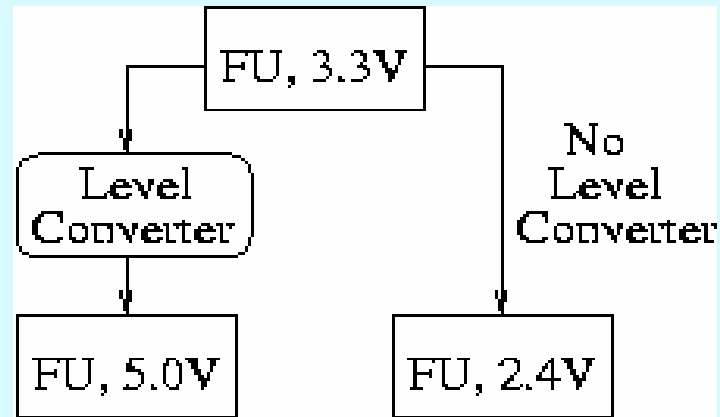 FU, 3.3V
Level
Converter
No
Level
Converter
FU, 5.0V
FU, 2.4V